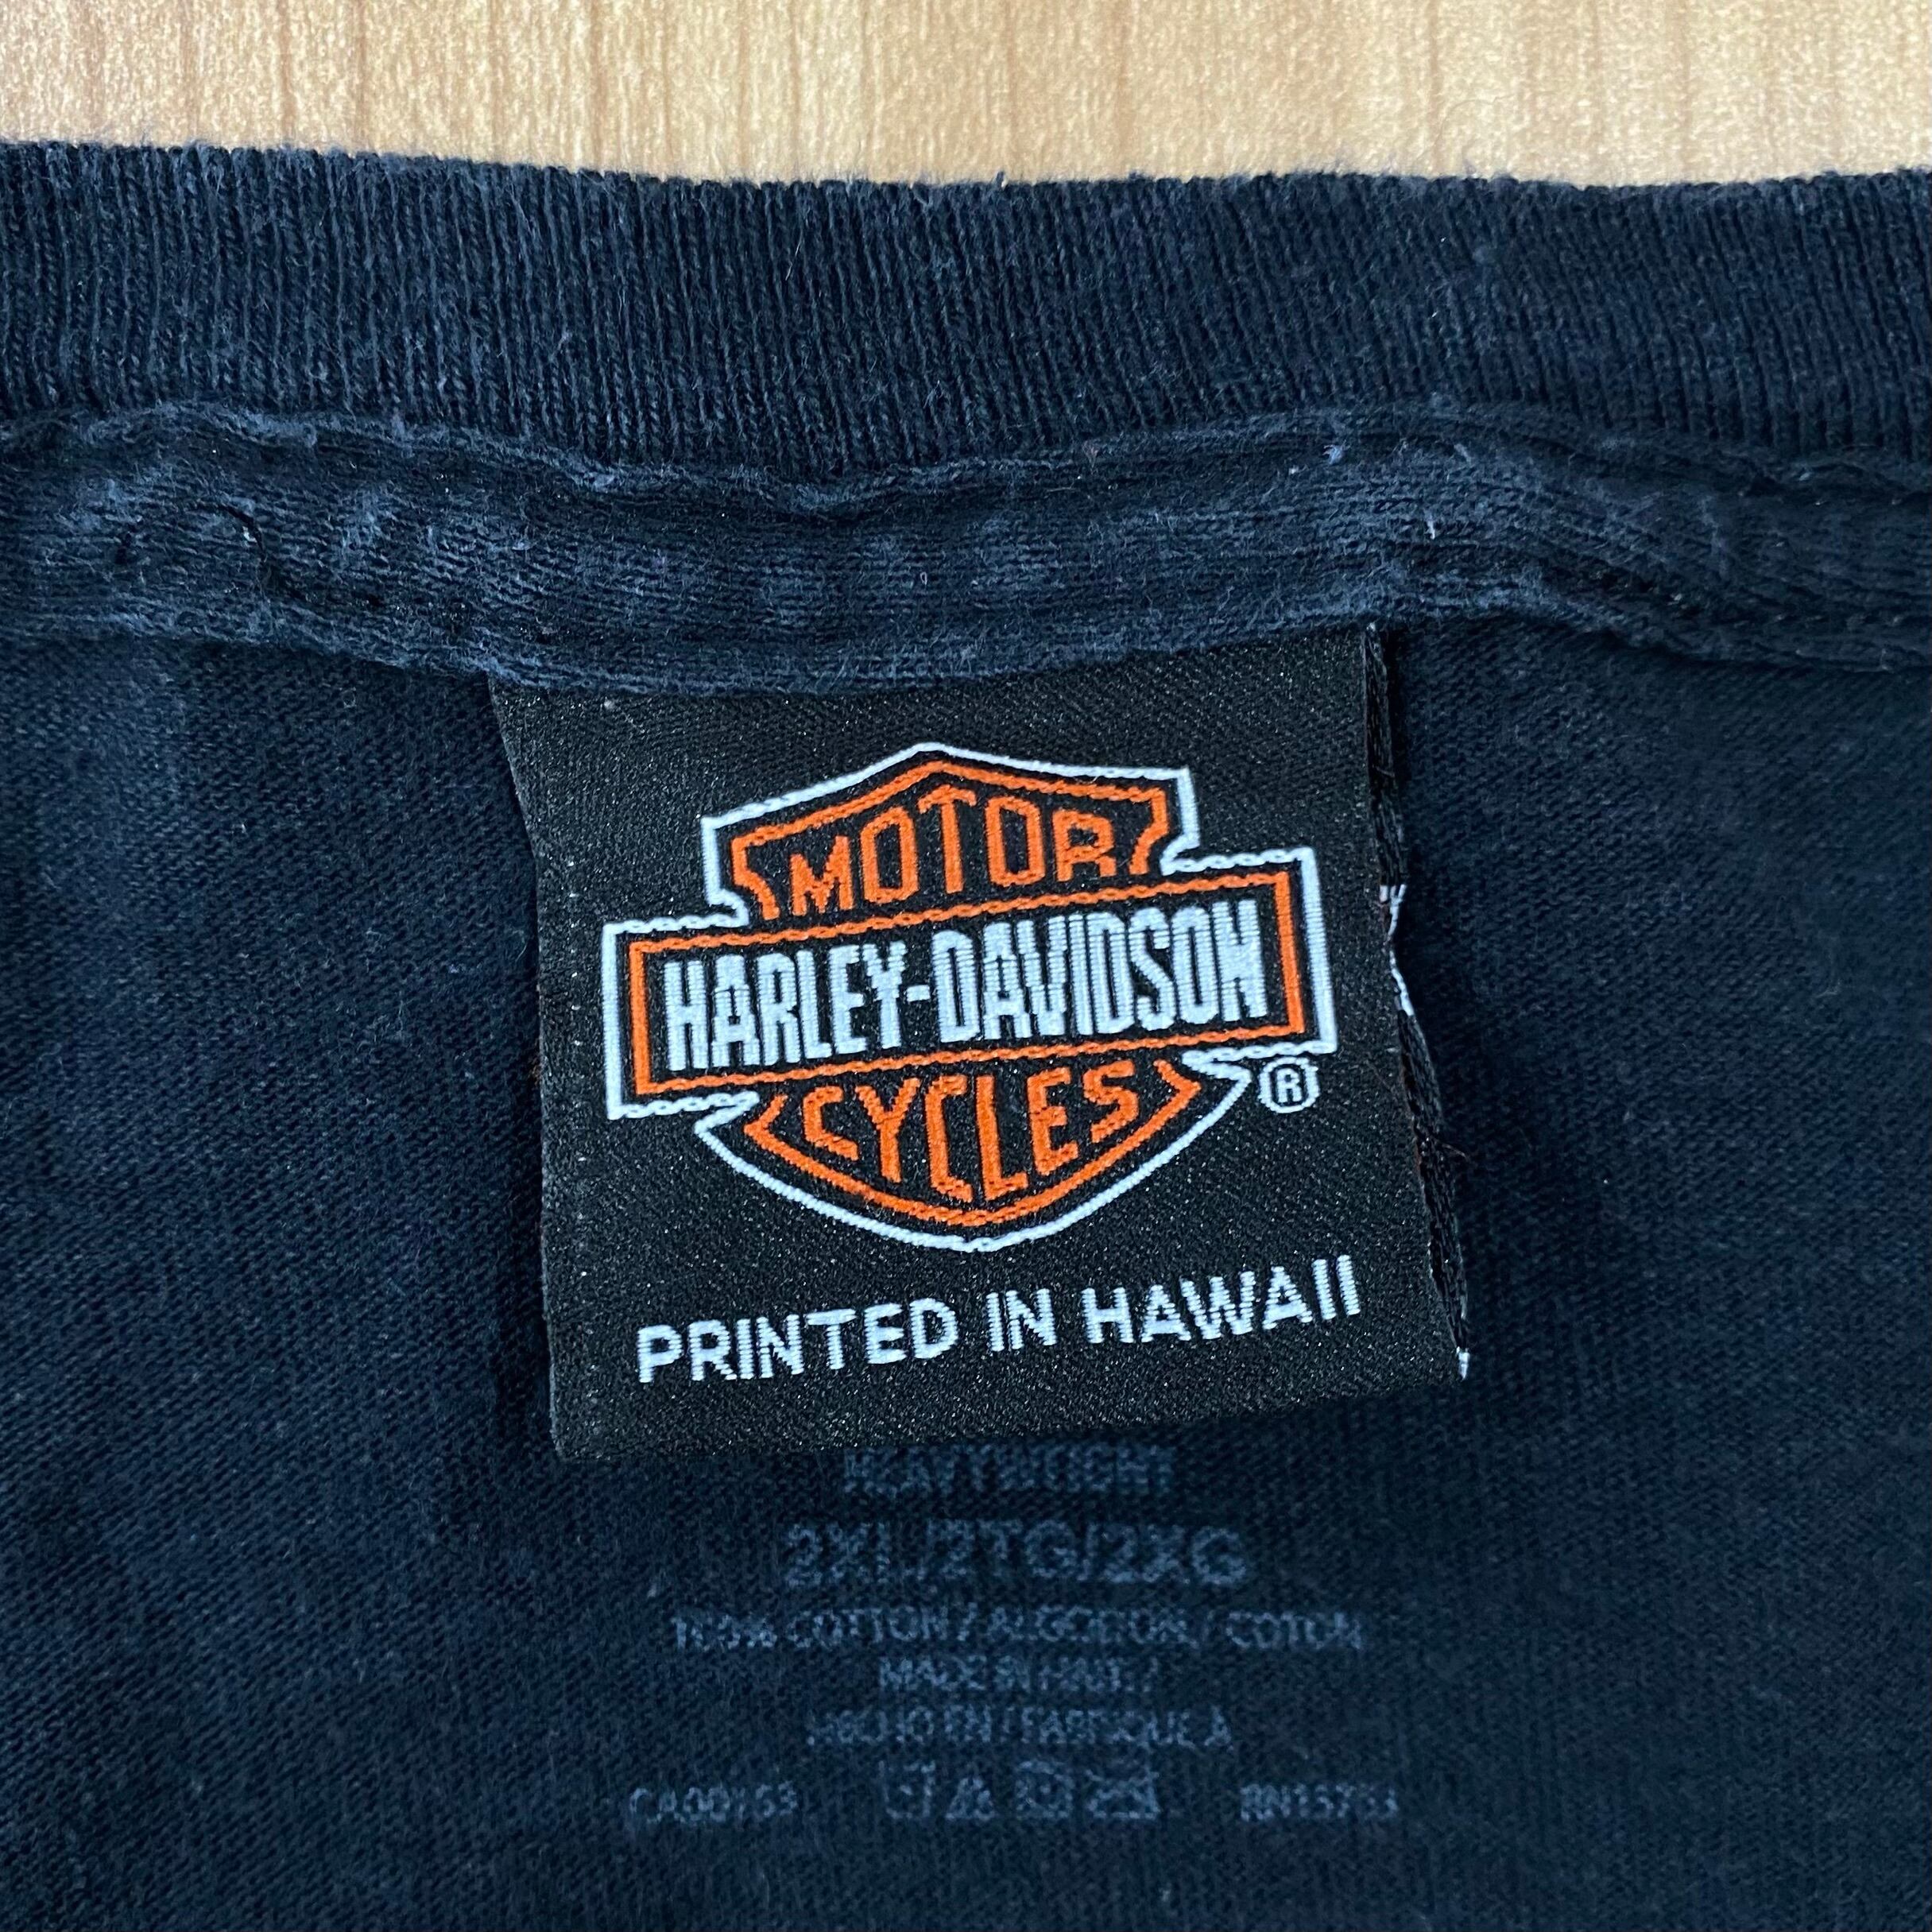 MOTOR
HARLEY-DAVIDSON
CYCLES ®
PRINTED IN HAWAII
HEAVYWEIGHT
2XL/2TG/2XG
100% COTTON / ALGODON / COTON
MADE IN HAITI /
HECHO EN / FABRIQUE A
CA00153 RN15763